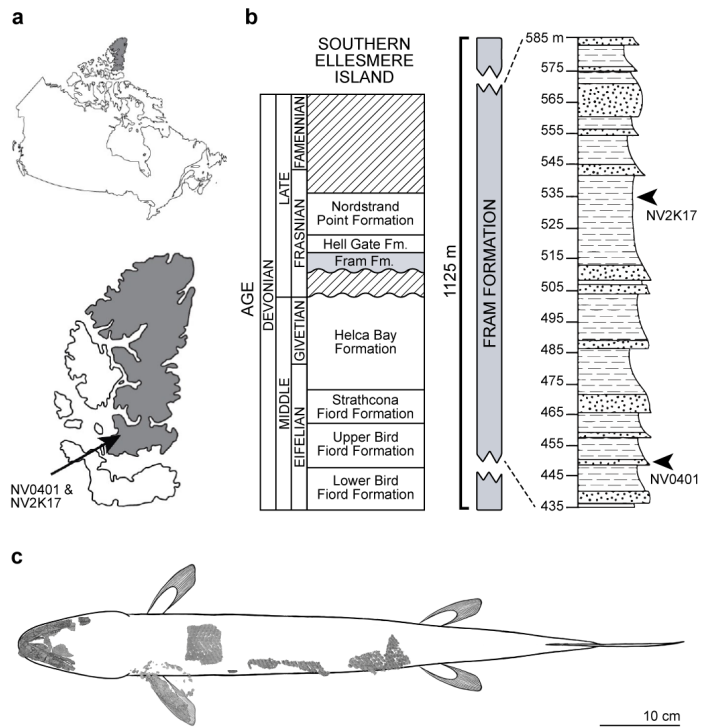 a
NV0401 &
NV2K17
b
SOUTHERN
ELLESMERE
ISLAND
AGE
DEVONIAN
LATE
MIDDLE
FAMENNIAN
FRASNIAN
GIVETIAN
EIFELIAN
Nordstrand
Point Formation
Hell Gate Fm.
Fram Fm.
Helca Bay
Formation
Strathcona
Fiord Formation
Upper Bird
Fiord Formation
Lower Bird
Fiord Formation
1125 m
FRAM FORMATION
585 m
575
565
555
545
535
525
515
505
495
485
475
465
455
445
435
NV2K17
NV0401
c
10 cm